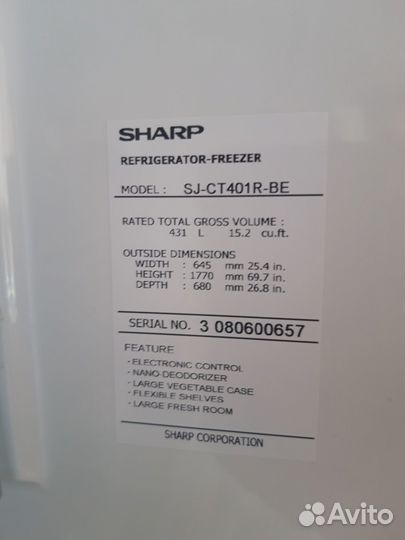 SHARP
REFRIGERATOR-FREEZER
MODEL : SJ-CT401R-BE
RATED TOTAL GROSS VOLUME :
431 L 15.2 cu.ft.
OUTSIDE DIMENSIONS
WIDTH : 645 mm 25.4 in.
HEIGHT : 1770 mm 69.7 in.
DEPTH : 680 mm 26.8 in.
SERIAL NO. 3 080600657
FEATURE
- ELECTRONIC CONTROL
- NANO DEODORIZER
- LARGE VEGETABLE CASE
- FLEXIBLE SHELVES
- LARGE FRESH ROOM
SHARP CORPORATION
Avito